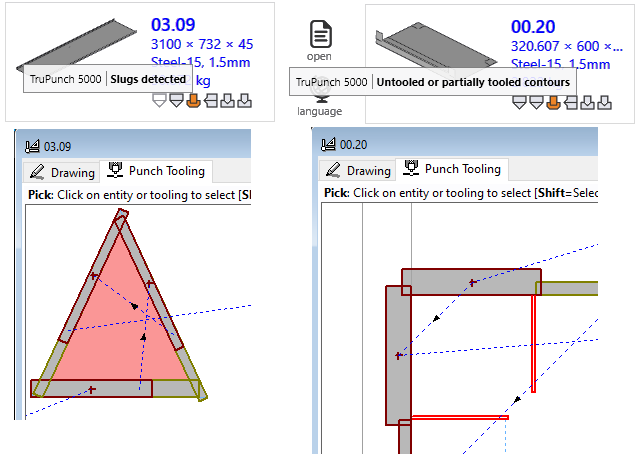 03.09
3100 × 732 × 45
Steel-15, 1.5mm
TruPunch 5000 | Slugs detected
kg
open
language
00.20
320.607 × 600 ×...
Steel-15, 1.5mm
TruPunch 5000 | Untooled or partially tooled contours
03.09
Drawing
Punch Tooling
Pick: Click on entity or tooling to select [S
00.20
Drawing
Punch Tooling
Pick: Click on entity or tooling to select [Shift=Selec